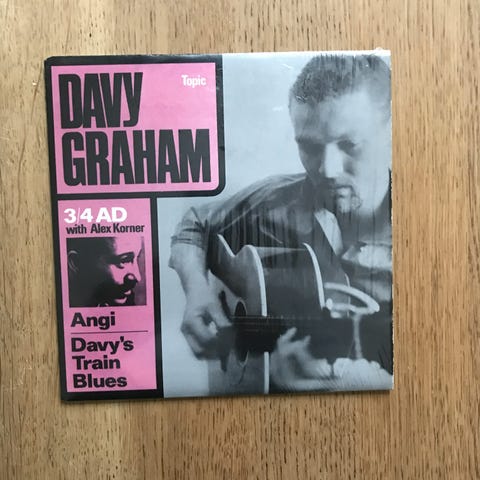 Topic
DAVY
GRAHAM
3/4 AD
with Alex Korner
Angi
Davy's
Train
Blues